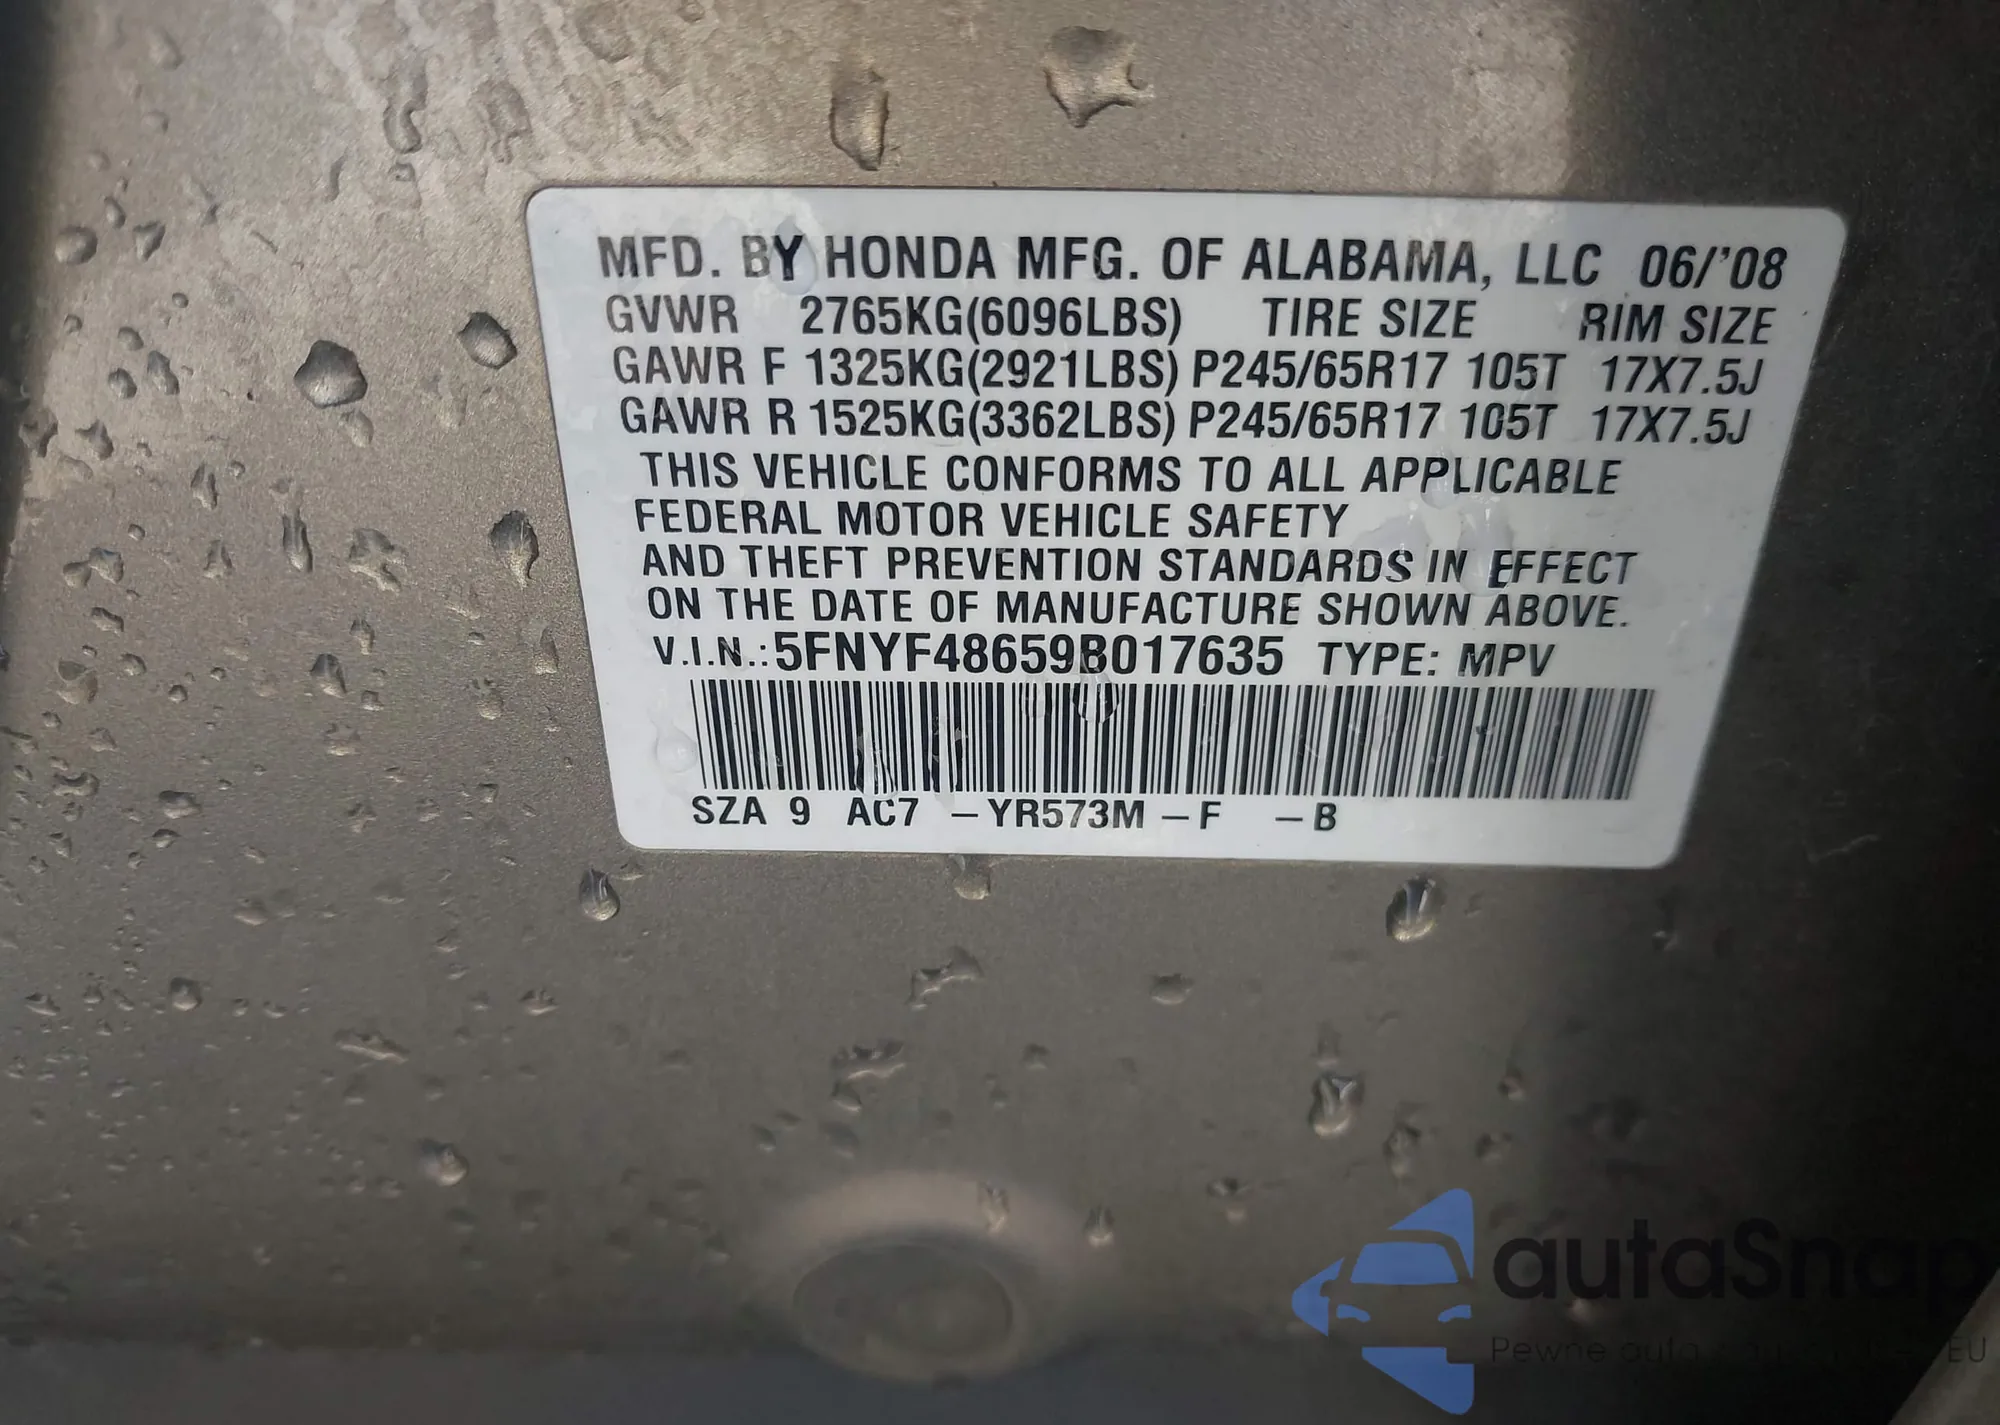 MFD. BY HONDA MFG. OF ALABAMA, LLC 06/'08
GVWR 2765KG(6096LBS) TIRE SIZE RIM SIZE
GAWR F 1325KG(2921LBS) P245/65R17 105T 17X7.5J
GAWR R 1525KG(3362LBS) P245/65R17 105T 17X7.5J
THIS VEHICLE CONFORMS TO ALL APPLICABLE
FEDERAL MOTOR VEHICLE SAFETY
AND THEFT PREVENTION STANDARDS IN EFFECT
ON THE DATE OF MANUFACTURE SHOWN ABOVE.
V.I.N.:5FNYF48659B017635 TYPE: MPV
SZA 9 AC7 –YR573M –F –B
autaSnap
Pewne auta EU